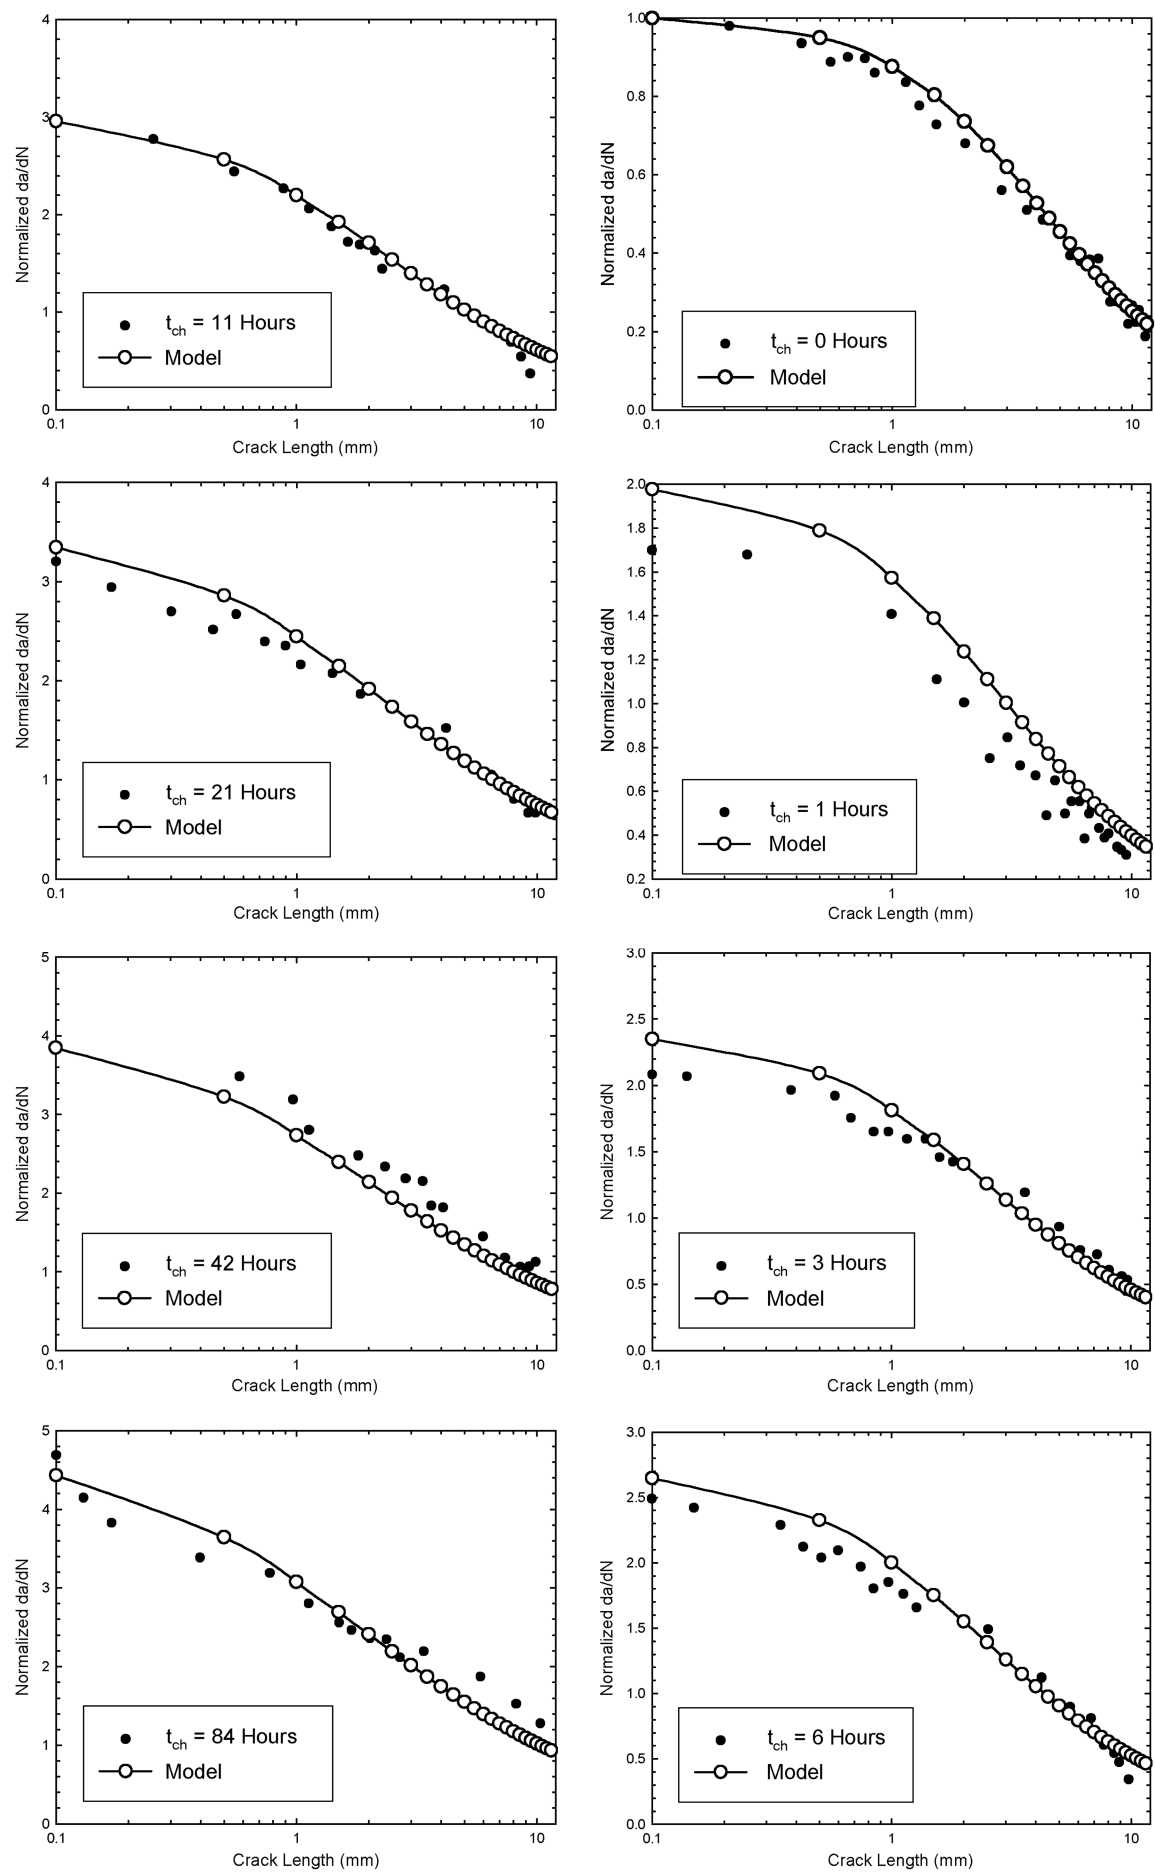 4
3
2
1
0
0.1
1
10
Normalized da/dN
Crack Length (mm)
t_ch = 11 Hours
Model
1.0
0.8
0.6
0.4
0.2
0.0
0.1
1
10
Normalized da/dN
Crack Length (mm)
t_ch = 0 Hours
Model
4
3
2
1
0
0.1
1
10
Normalized da/dN
Crack Length (mm)
t_ch = 21 Hours
Model
2.0
1.8
1.6
1.4
1.2
1.0
0.8
0.6
0.4
0.2
0.1
1
10
Normalized da/dN
Crack Length (mm)
t_ch = 1 Hours
Model
5
4
3
2
1
0
0.1
1
10
Normalized da/dN
Crack Length (mm)
t_ch = 42 Hours
Model
3.0
2.5
2.0
1.5
1.0
0.5
0.0
0.1
1
10
Normalized da/dN
Crack Length (mm)
t_ch = 3 Hours
Model
5
4
3
2
1
0
0.1
1
10
Normalized da/dN
Crack Length (mm)
t_ch = 84 Hours
Model
3.0
2.5
2.0
1.5
1.0
0.5
0.0
0.1
1
10
Normalized da/dN
Crack Length (mm)
t_ch = 6 Hours
Model